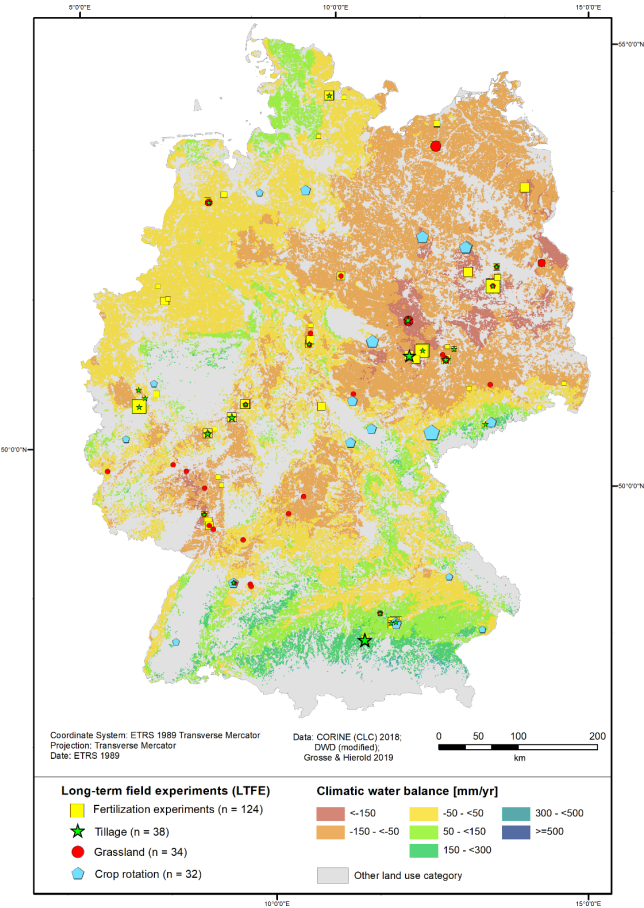 5°0'0"E 10°0'0"E 15°0'0"E
55°0'0"N
50°0'0"N
50°0'0"N
Coordinate System: ETRS 1989 Transverse Mercator
Projection: Transverse Mercator
Date: ETRS 1989
Data: CORINE (CLC) 2018;
DWD (modified);
Grosse & Hierold 2019
0 50 100 200
km
Long-term field experiments (LTFE)
Fertilization experiments (n = 124)
Tillage (n = 38)
Grassland (n = 34)
Crop rotation (n = 32)
Climatic water balance [mm/yr]
<-150 -50 - <50 300 - <500
-150 - <-50 50 - <150 >=500
150 - <300
Other land use category
10°0'0"E 15°0'0"E